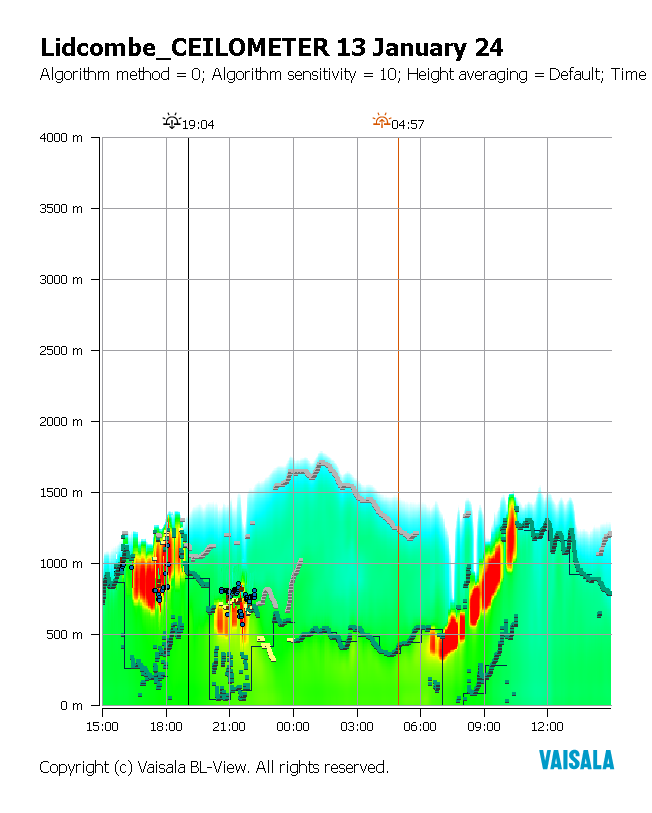 Lidcombe_CEILOMETER 13 January 24
Algorithm method = 0; Algorithm sensitivity = 10; Height averaging = Default; Time
19:04 04:57
4000 m
3500 m
3000 m
2500 m
2000 m
1500 m
1000 m
500 m
0 m
15:00 18:00 21:00 00:00 03:00 06:00 09:00 12:00
VAISALA
Copyright (c) Vaisala BL-View. All rights reserved.